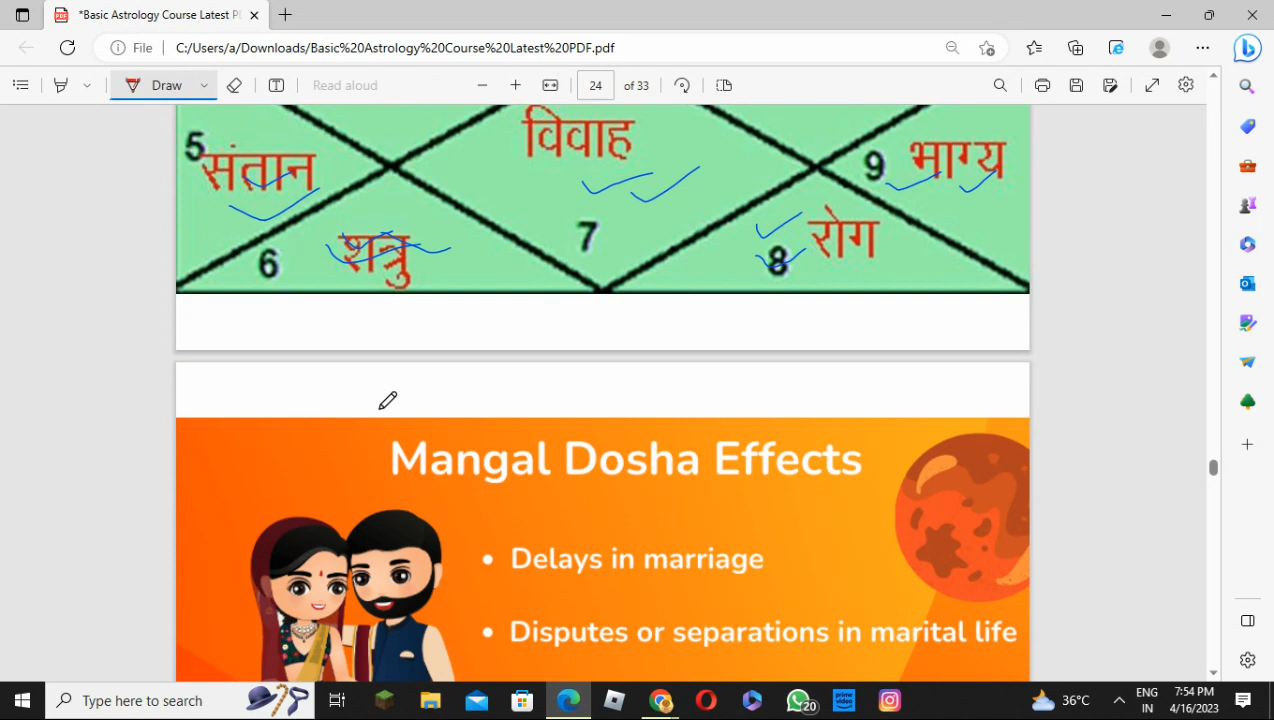 *Basic Astrology Course Latest P
File C:/Users/a/Downloads/Basic%20Astrology%20Course%20Latest%20PDF.pdf
Draw Read aloud 24 of 33
विवाह
5 संतान
9 भाग्य
शत्रु
6
7
8 रोग
Mangal Dosha Effects
• Delays in marriage
• Disputes or separations in marital life
Type here to search
20
prime video
36°C
ENG
IN
7:54 PM
4/16/2023